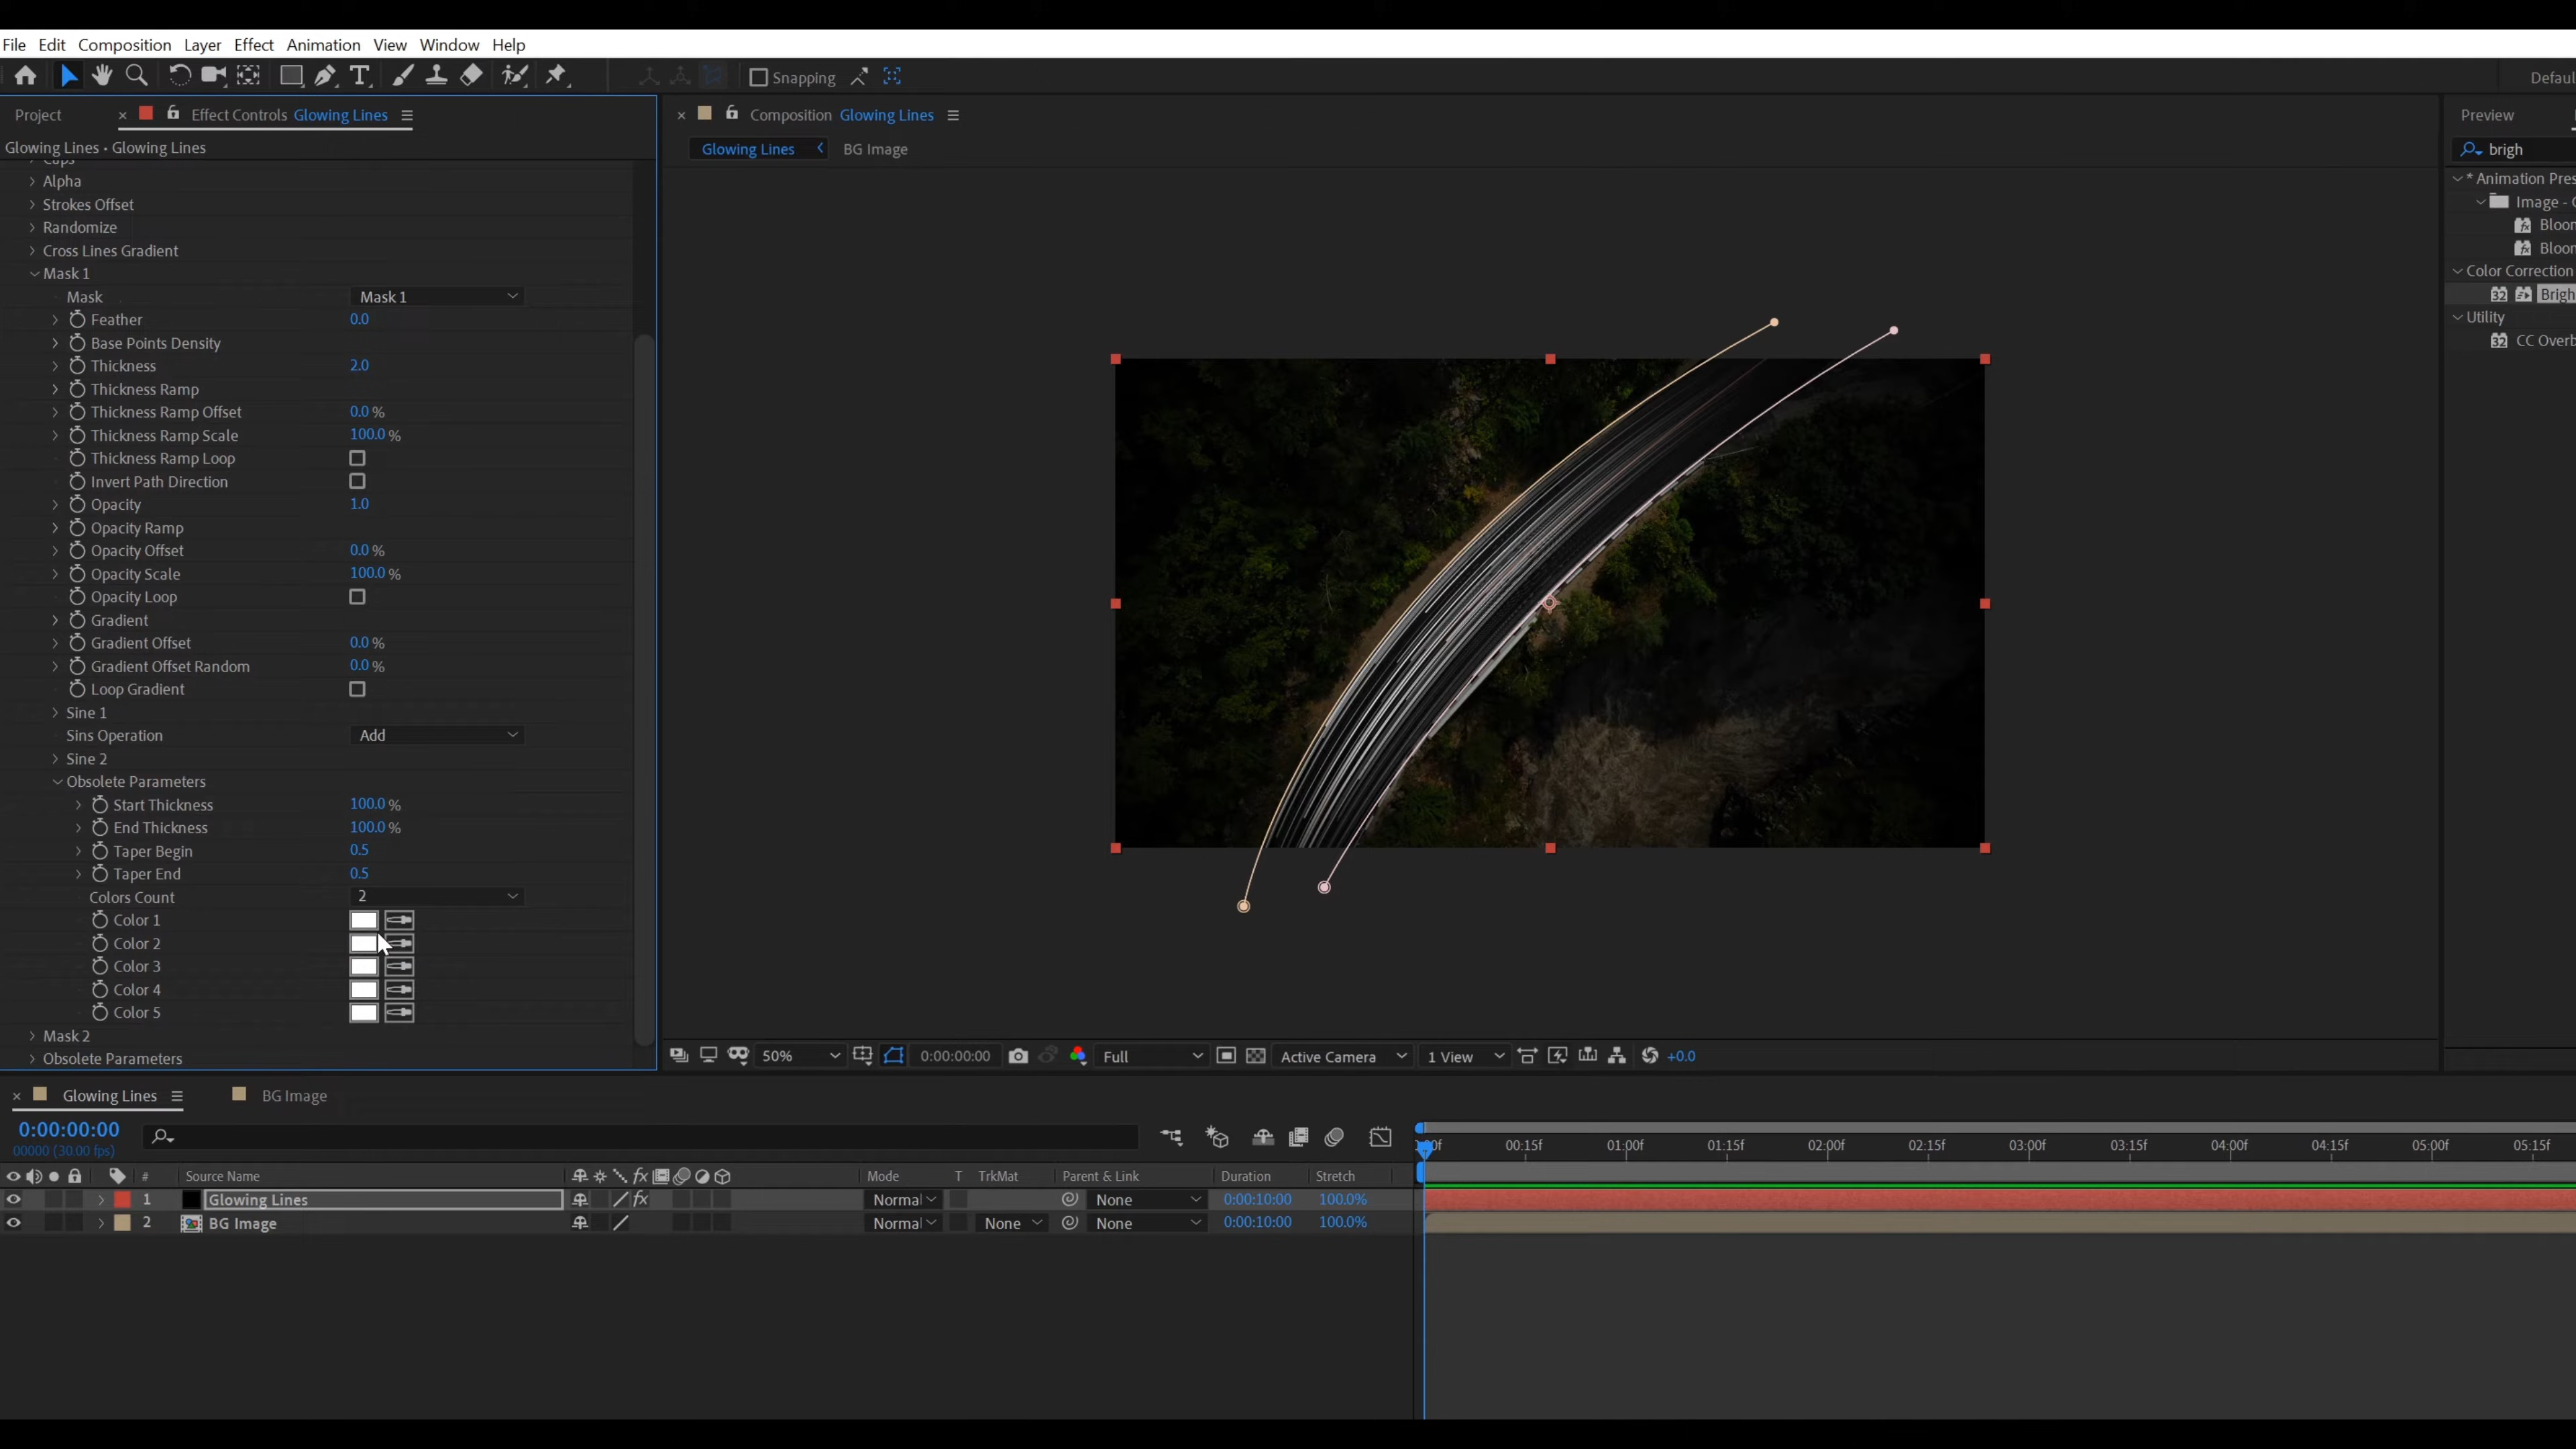 File Edit Composition Layer Effect Animation View Window Help
Snapping
Defaul
Project
Effect Controls Glowing Lines
Glowing Lines • Glowing Lines
Caps
Alpha
Strokes Offset
Randomize
Cross Lines Gradient
Mask 1
Mask Mask 1
Feather 0.0
Base Points Density
Thickness 2.0
Thickness Ramp
Thickness Ramp Offset 0.0 %
Thickness Ramp Scale 100.0 %
Thickness Ramp Loop
Invert Path Direction
Opacity 1.0
Opacity Ramp
Opacity Offset 0.0 %
Opacity Scale 100.0 %
Opacity Loop
Gradient
Gradient Offset 0.0 %
Gradient Offset Random 0.0 %
Loop Gradient
Sine 1
Sins Operation Add
Sine 2
Obsolete Parameters
Start Thickness 100.0 %
End Thickness 100.0 %
Taper Begin 0.5
Taper End 0.5
Colors Count 2
Color 1
Color 2
Color 3
Color 4
Color 5
Mask 2
Obsolete Parameters
Composition Glowing Lines
Glowing Lines BG Image
50% 0:00:00:00 Full Active Camera 1 View +0.0
Preview
brigh
* Animation Pres
Image - C
Bloom
Bloom
Color Correction
32 Brigh
Utility
32 CC Overb
Glowing Lines BG Image
0:00:00:00
00000 (30.00 fps)
00:15f 01:00f 01:15f 02:00f 02:15f 03:00f 03:15f 04:00f 04:15f 05:00f 05:15f
# Source Name fx Mode T TrkMat Parent & Link Duration Stretch
1 Glowing Lines fx Normal None 0:00:10:00 100.0%
2 BG Image Normal None None 0:00:10:00 100.0%